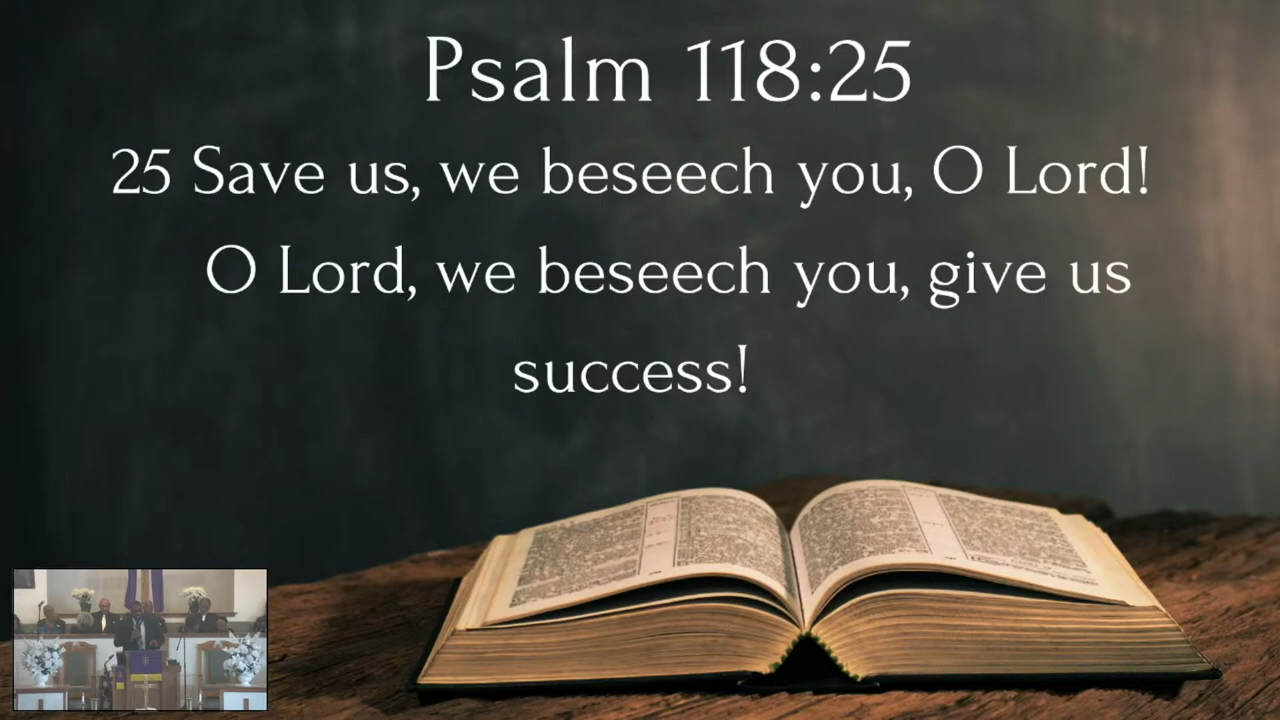 Psalm 118:25
25 Save us, we beseech you, O Lord!
O Lord, we beseech you, give us
success!